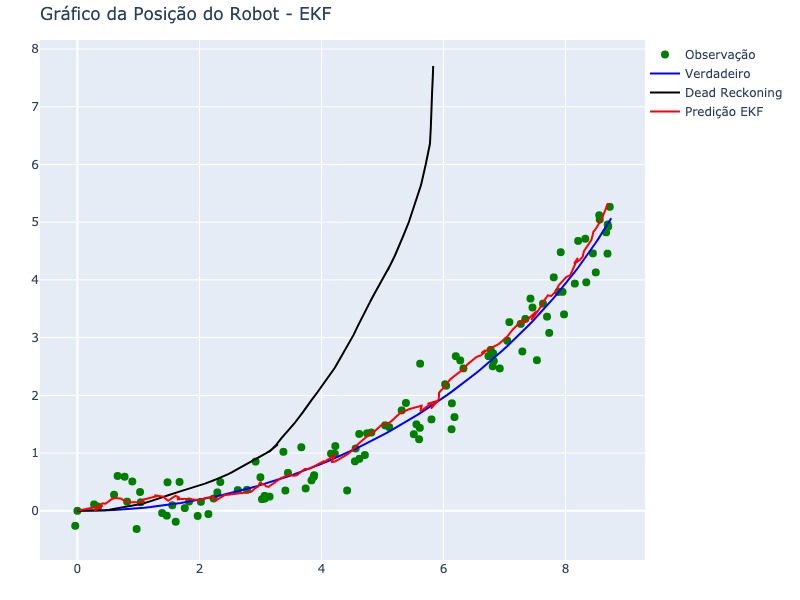 Gráfico da Posição do Robot - EKF
Observação
Verdadeiro
Dead Reckoning
Predição EKF
8
7
6
5
4
3
2
1
0
0 2 4 6 8